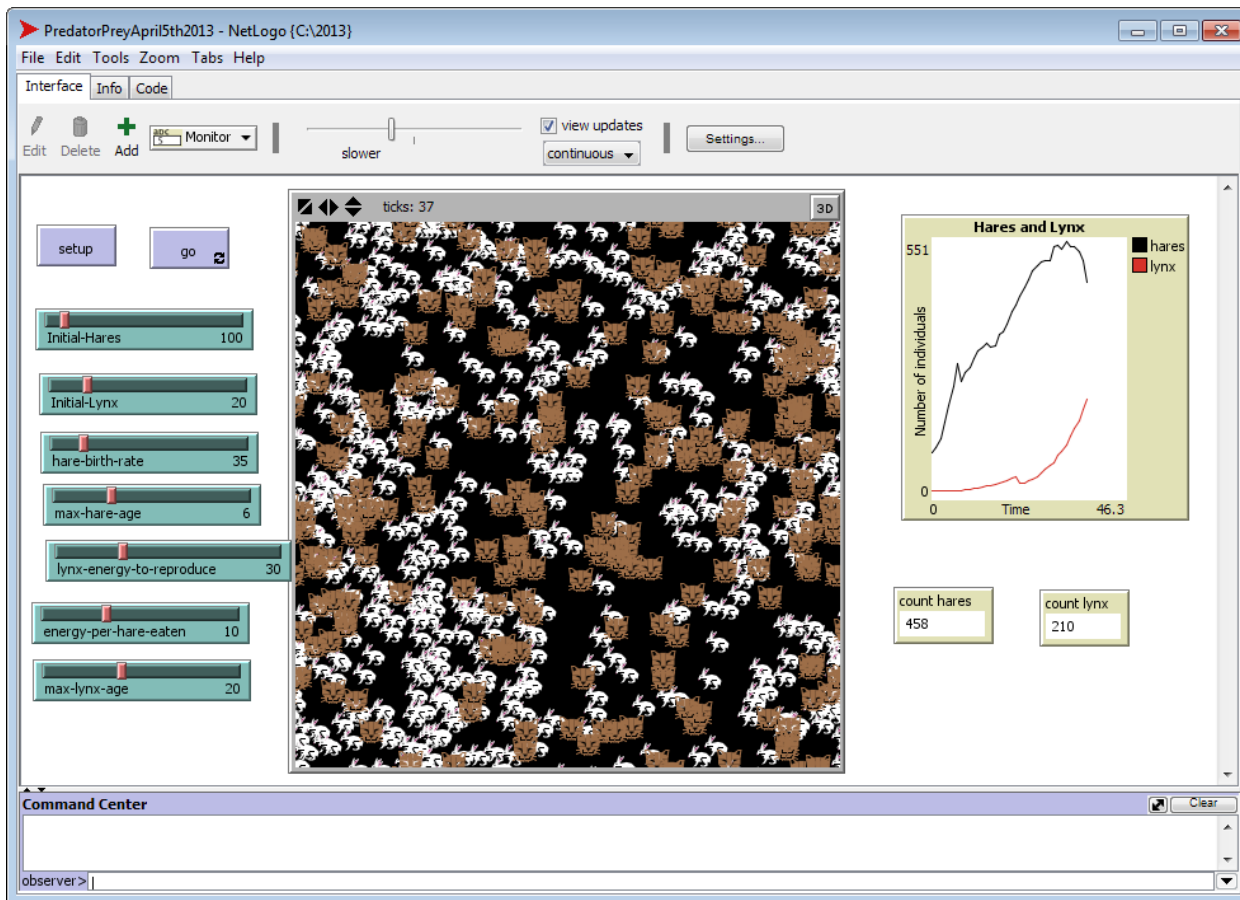 PredatorPreyApril5th2013 - NetLogo {C:\2013}
File Edit Tools Zoom Tabs Help
Interface Info Code
Edit Delete Add
abc
5
Monitor
slower
view updates
continuous
Settings...
setup
go
ticks: 37
3D
Initial-Hares 100
Initial-Lynx 20
hare-birth-rate 35
max-hare-age 6
lynx-energy-to-reproduce 30
energy-per-hare-eaten 10
max-lynx-age 20
Hares and Lynx
551
Number of individuals
0
0 Time 46.3
hares
lynx
count hares
458
count lynx
210
Command Center
Clear
observer>